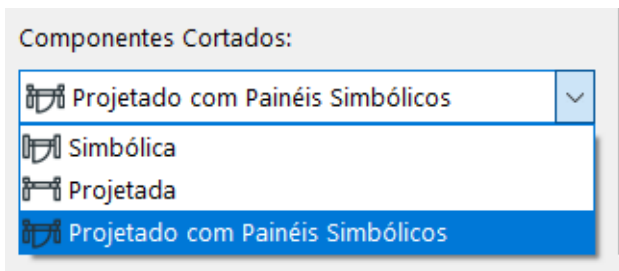 Componentes Cortados:
Projetado com Painéis Simbólicos
Simbólica
Projetada
Projetado com Painéis Simbólicos